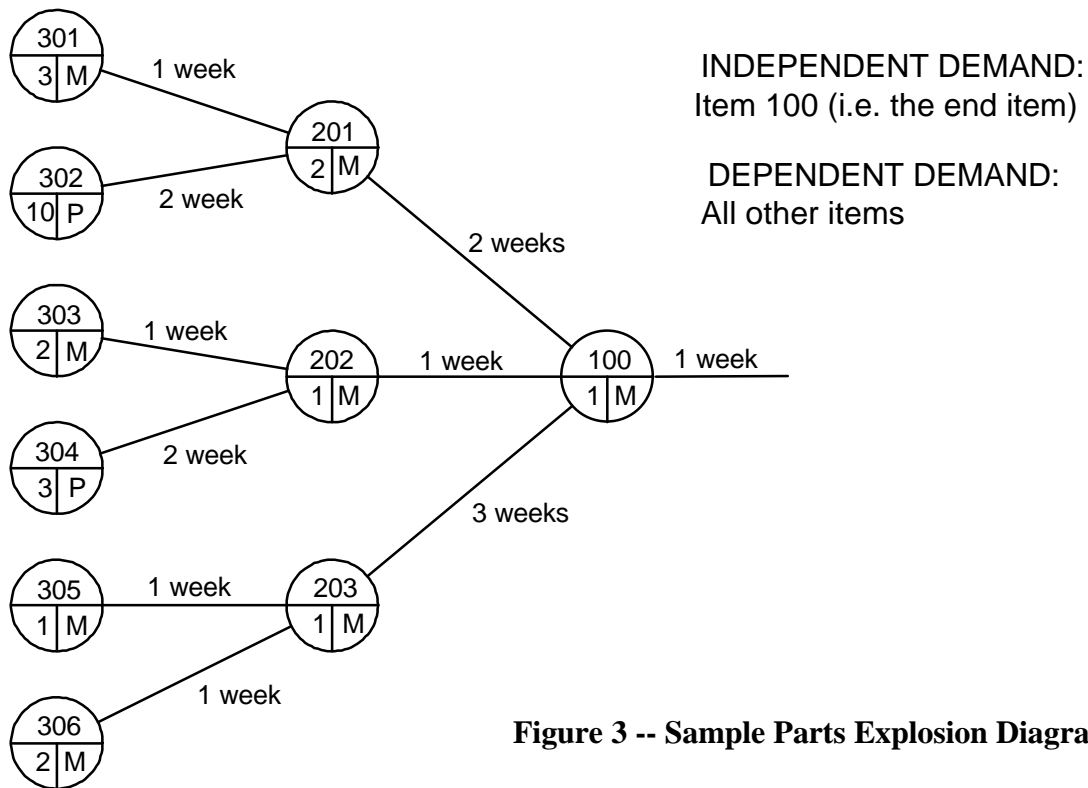 301
3 M
1 week
302
10 P
2 week
201
2 M
2 weeks
303
2 M
1 week
304
3 P
2 week
202
1 M
1 week
100
1 M
1 week
305
1 M
1 week
306
2 M
1 week
203
1 M
3 weeks
INDEPENDENT DEMAND:
Item 100 (i.e. the end item)
DEPENDENT DEMAND:
All other items
Figure 3 -- Sample Parts Explosion Diagra